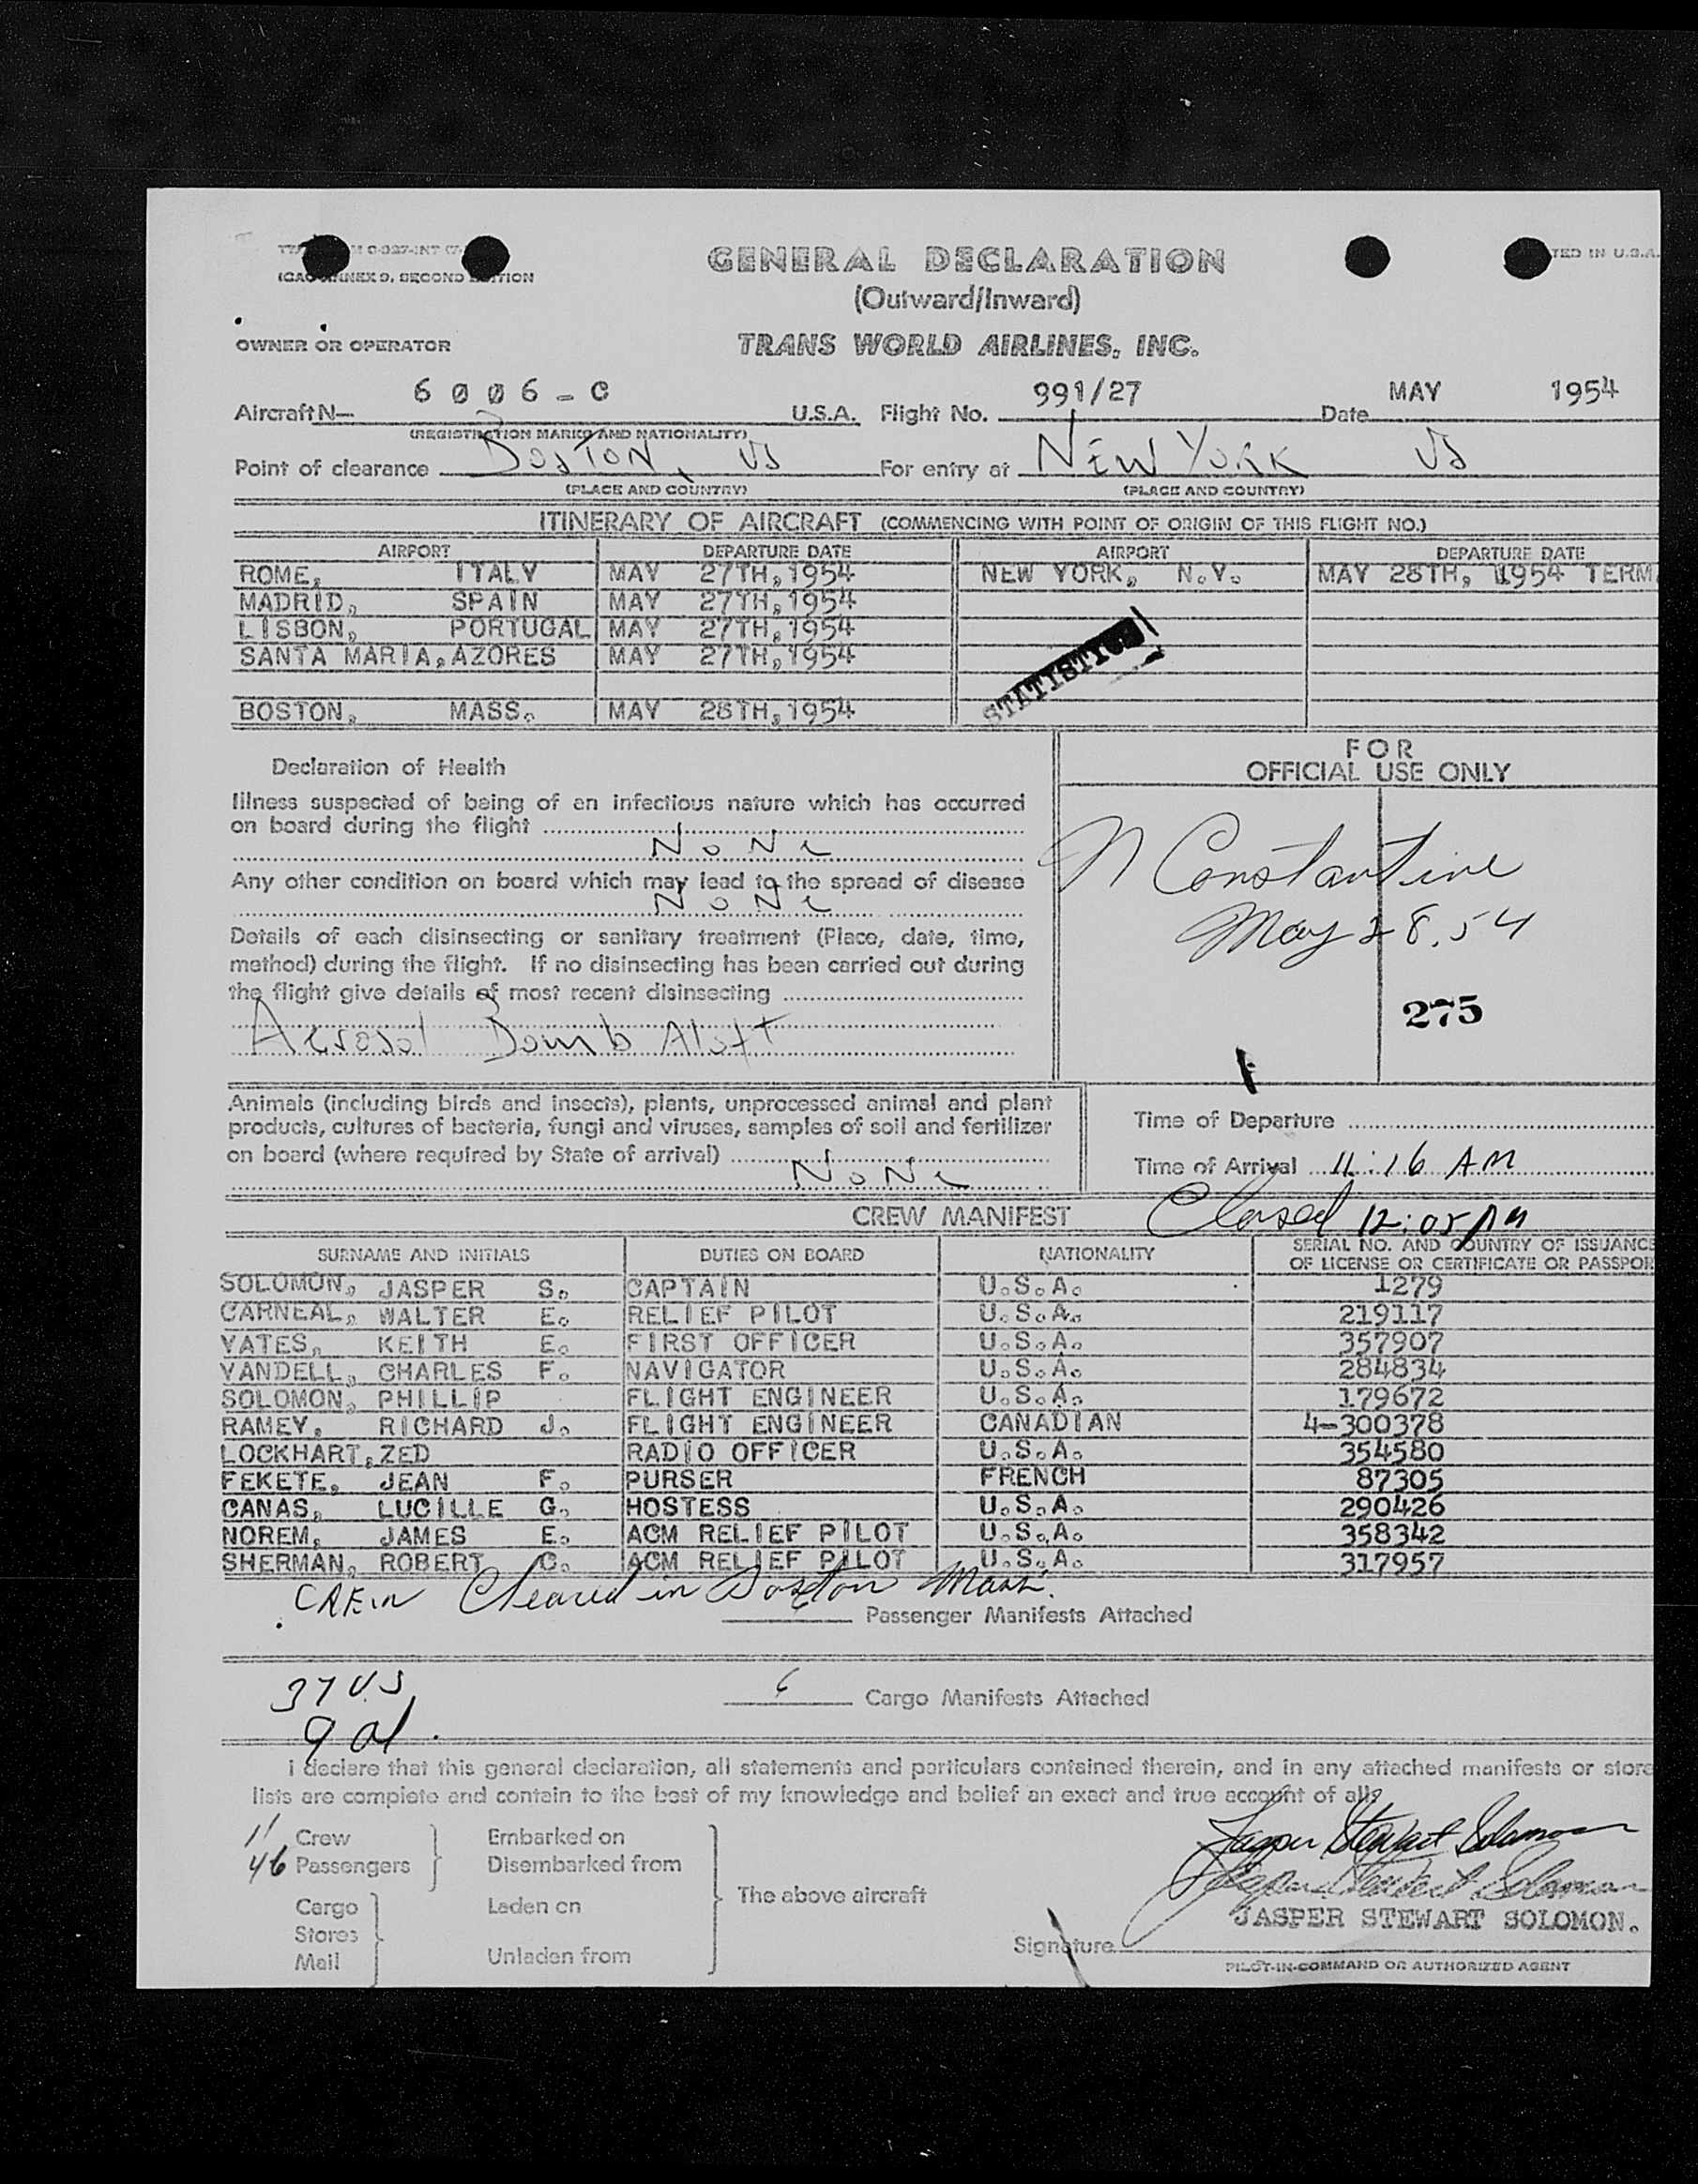 GENERAL DECLARATION
(Outward/Inward)
OWNER OR OPERATOR TRANS WORLD AIRLINES, INC.
Aircraft N— 6006-C U.S.A. Flight No. 991/27 Date MAY 1954
(REGISTRATION MARKS AND NATIONALITY)
Point of clearance BOSTON, US For entry at NEW YORK US
(PLACE AND COUNTRY) (PLACE AND COUNTRY)
ITINERARY OF AIRCRAFT (COMMENCING WITH POINT OF ORIGIN OF THIS FLIGHT NO.)
AIRPORT DEPARTURE DATE AIRPORT DEPARTURE DATE
ROME, ITALY MAY 27TH, 1954 NEW YORK, N.Y. MAY 28TH, 1954 TERM
MADRID, SPAIN MAY 27TH, 1954
LISBON, PORTUGAL MAY 27TH, 1954
SANTA MARIA, AZORES MAY 27TH, 1954
BOSTON, MASS. MAY 28TH, 1954
FOR
OFFICIAL USE ONLY
Declaration of Health
Illness suspected of being of an infectious nature which has occurred
on board during the flight
NONE
Any other condition on board which may lead to the spread of disease
NONE
Details of each disinsecting or sanitary treatment (Place, date, time,
method) during the flight. If no disinsecting has been carried out during
the flight give details of most recent disinsecting
Aerosol Bomb Aloft
N Constantine
May 28, 54
275
Animals (including birds and insects), plants, unprocessed animal and plant
products, cultures of bacteria, fungi and viruses, samples of soil and fertilizer
on board (where required by State of arrival)
NONE
Time of Departure
Time of Arrival 11:16 AM
Closed 12:05 PM
CREW MANIFEST
SURNAME AND INITIALS DUTIES ON BOARD NATIONALITY SERIAL NO. AND COUNTRY OF ISSUANCE
OF LICENSE OR CERTIFICATE OR PASSPOR
SOLOMON, JASPER S. CAPTAIN U.S.A. 1279
CARNEAL, WALTER E. RELIEF PILOT U.S.A. 219117
YATES, KEITH E. FIRST OFFICER U.S.A. 357907
YANDELL, CHARLES F. NAVIGATOR U.S.A. 284834
SOLOMON, PHILLIP FLIGHT ENGINEER U.S.A. 179672
RAMEY, RICHARD J. FLIGHT ENGINEER CANADIAN 4-300378
LOCKHART, ZED RADIO OFFICER U.S.A. 354580
FEKETE, JEAN F. PURSER FRENCH 87305
CANAS, LUCILLE G. HOSTESS U.S.A. 290426
NOREM, JAMES E. ACM RELIEF PILOT U.S.A. 358342
SHERMAN, ROBERT C. ACM RELIEF PILOT U.S.A. 317957
CREW Cleared in Boston Mass.
Passenger Manifests Attached
37 US
6 Cargo Manifests Attached
9 al.
I declare that this general declaration, all statements and particulars contained therein, and in any attached manifests or store
lists are complete and contain to the best of my knowledge and belief an exact and true account of all:
11 Crew Embarked on
46 Passengers Disembarked from
The above aircraft
Cargo Laden on
Stores
Mail Unladen from
Jasper Stewart Solomon
Jasper Stewart Solomon
JASPER STEWART SOLOMON.
Signature
PILOT-IN-COMMAND OR AUTHORIZED AGENT